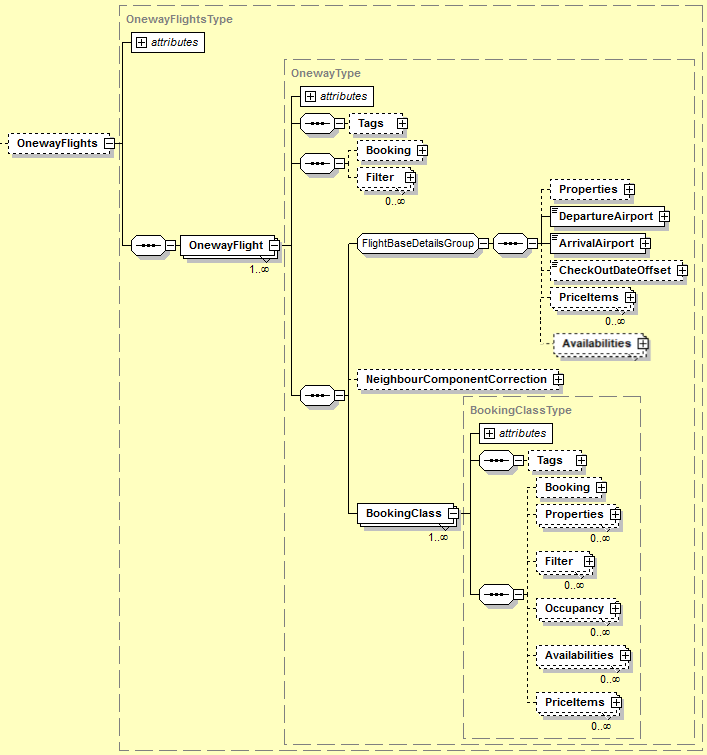 OnewayFlightsType
attributes
OnewayType
attributes
Tags
OnewayFlights
Booking
Filter
0..∞
Properties
DepartureAirport
OnewayFlight
1..∞
FlightBaseDetailsGroup
ArrivalAirport
CheckOutDateOffset
PriceItems
0..∞
Availabilities
NeighbourComponentCorrection
BookingClassType
attributes
Tags
Booking
BookingClass
1..∞
Properties
0..∞
Filter
0..∞
Occupancy
0..∞
Availabilities
0..∞
PriceItems
0..∞